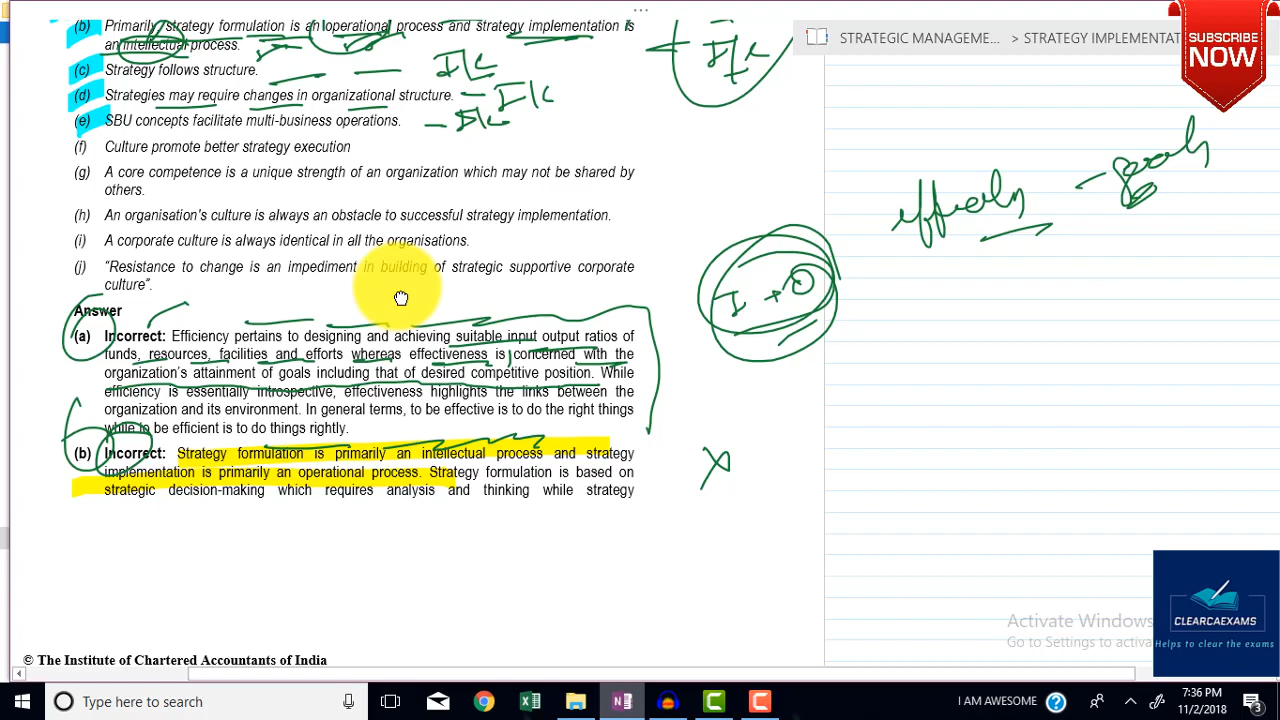 (b) Primarily, strategy formulation is an operational process and strategy implementation is
an intellectual process.
(c) Strategy follows structure.
(d) Strategies may require changes in organizational structure.
(e) SBU concepts facilitate multi-business operations.
(f) Culture promote better strategy execution
(g) A core competence is a unique strength of an organization which may not be shared by
others.
(h) An organisation's culture is always an obstacle to successful strategy implementation.
(i) A corporate culture is always identical in all the organisations.
(j) “Resistance to change is an impediment in building of strategic supportive corporate
culture”.
Answer
(a) Incorrect: Efficiency pertains to designing and achieving suitable input output ratios of
funds, resources, facilities and efforts whereas effectiveness is concerned with the
organization's attainment of goals including that of desired competitive position. While
efficiency is essentially introspective, effectiveness highlights the links between the
organization and its environment. In general terms, to be effective is to do the right things
while to be efficient is to do things rightly.
(b) Incorrect: Strategy formulation is primarily an intellectual process and strategy
implementation is primarily an operational process. Strategy formulation is based on
strategic decision-making which requires analysis and thinking while strategy
© The Institute of Chartered Accountants of India
STRATEGIC MANAGEME... > STRATEGY IMPLEMENTAT
SUBSCRIBE
NOW
- goals
I + O
Activate Windows
Go to Settings to activa
CLEARCAEXAMS
Helps to clear the exams
Type here to search
I AM AWESOME
7:36 PM
11/2/2018
3